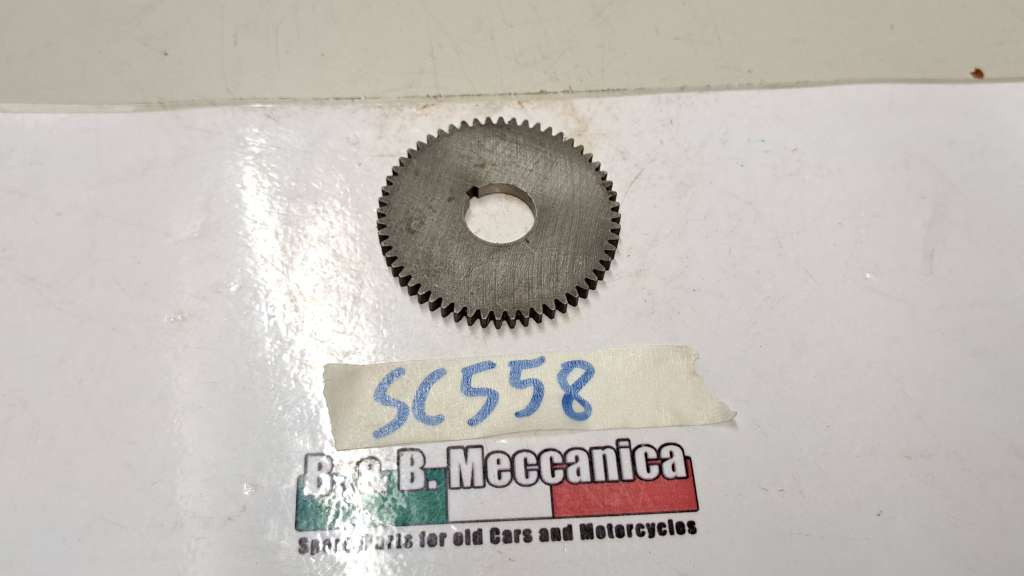 SC558
B. & B. Meccanica
Spare Parts for old Cars and Motorcycles